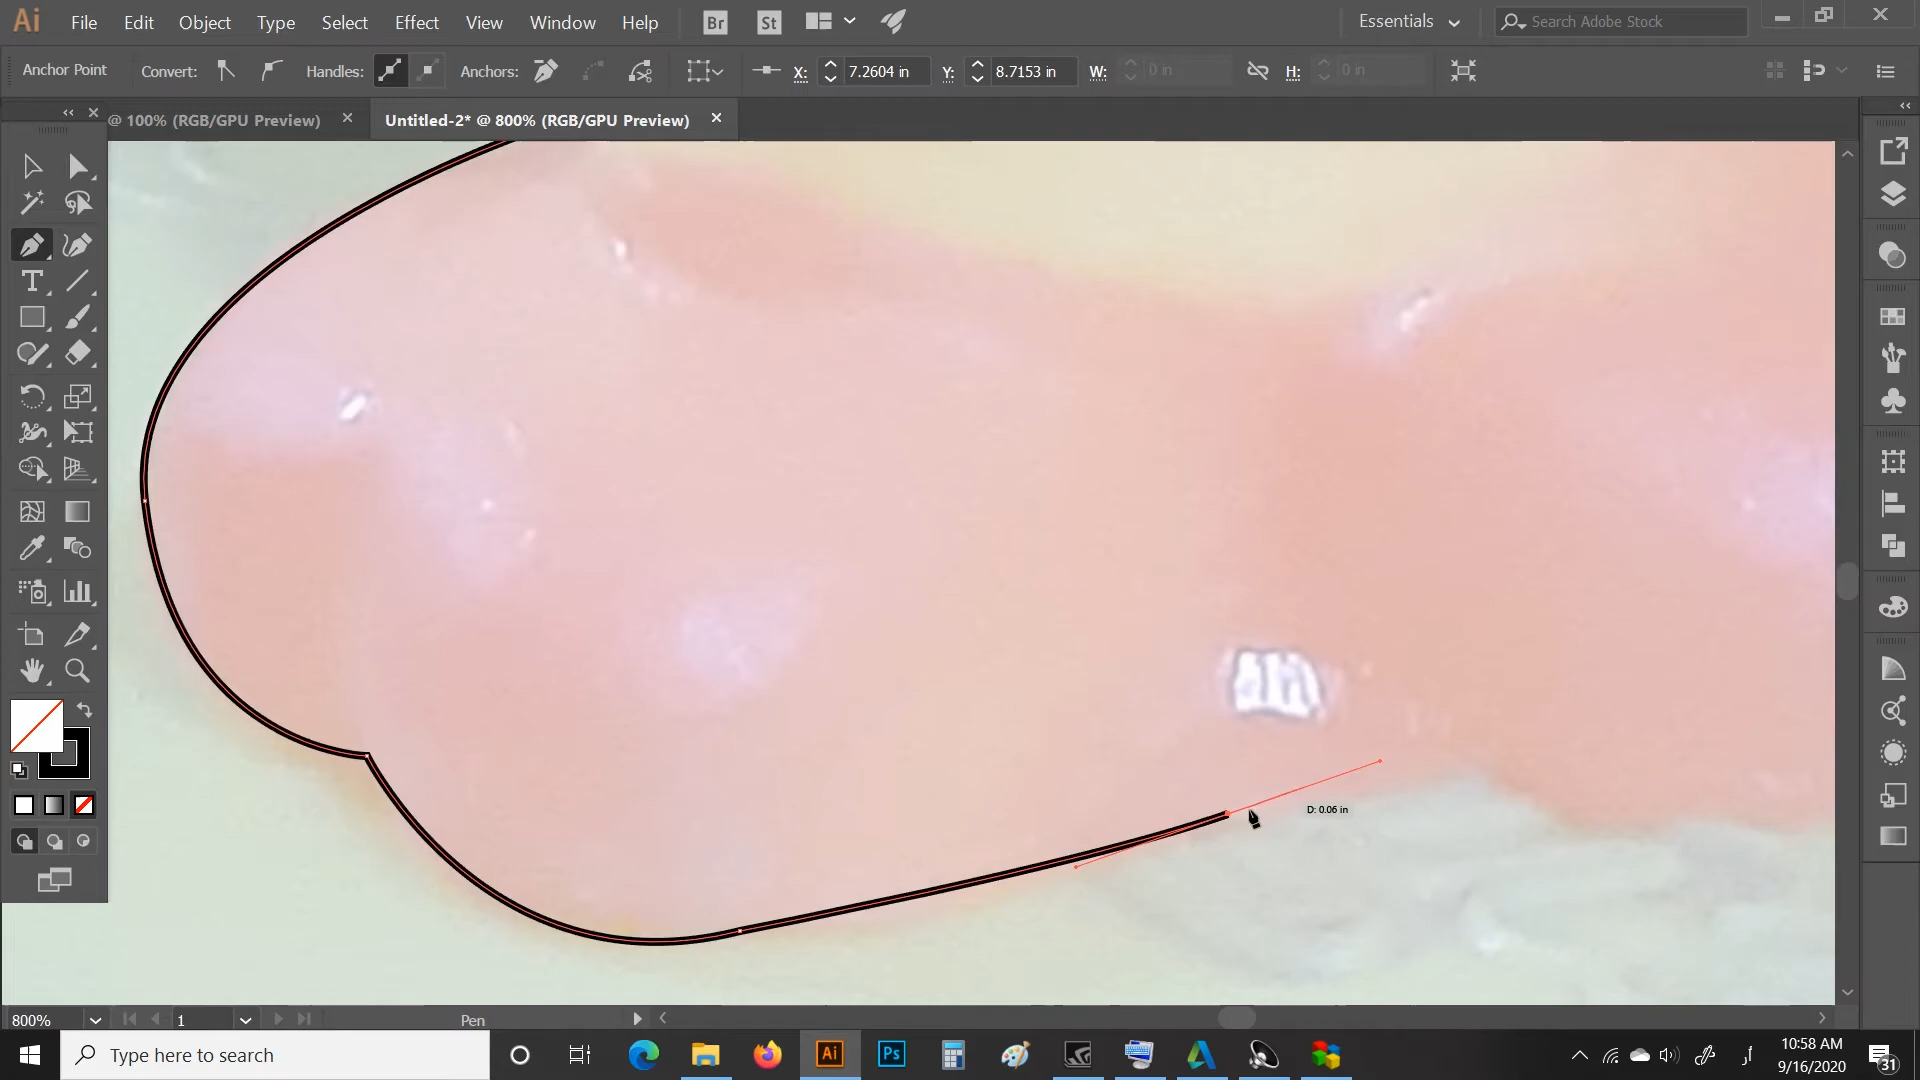 Ai File Edit Object Type Select Effect View Window Help Br St Essentials Search Adobe Stock
Anchor Point Convert: Handles: Anchors: X: 7.2604 in Y: 8.7153 in W: 0 in H: 0 in
@ 100% (RGB/GPU Preview) Untitled-2* @ 800% (RGB/GPU Preview)
D: 0.06 in
800% 1 Pen
Type here to search Ai Ps 10:58 AM
9/16/2020 31